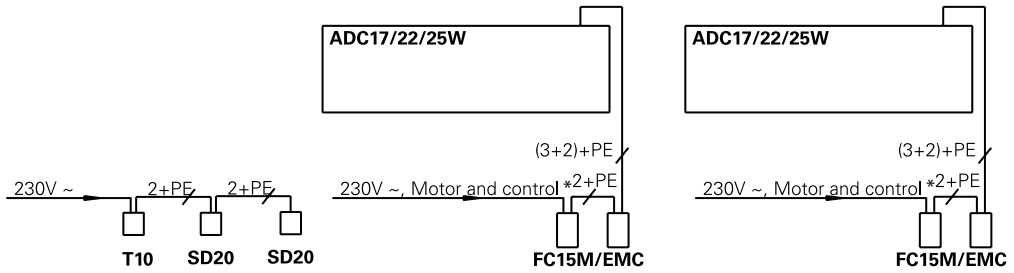 ADC17/22/25W
ADC17/22/25W
(3+2)+PE
(3+2)+PE
230V ~
2+PE
2+PE
230V ~, Motor and control *2+PE
230V ~, Motor and control *2+PE
T10
SD20
SD20
FC15M/EMC
FC15M/EMC